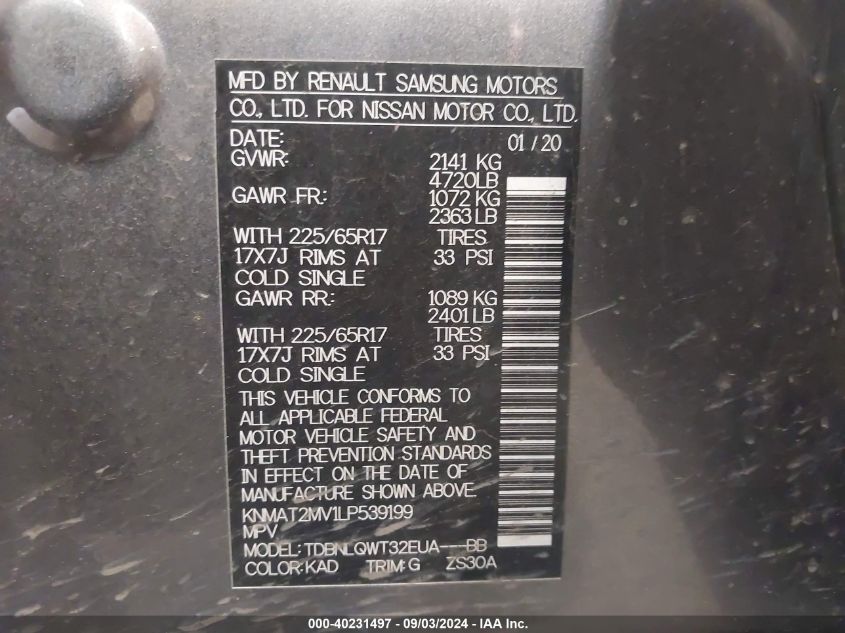 MFD BY RENAULT SAMSUNG MOTORS
CO., LTD. FOR NISSAN MOTOR CO., LTD.
DATE: 01 / 20
GVWR: 2141 KG
4720LB
GAWR FR.: 1072 KG
2363 LB
WITH 225/65R17 TIRES
17X7J RIMS AT 33 PSI
COLD SINGLE
GAWR RR.: 1089 KG
2401 LB
WITH 225/65R17 TIRES
17X7J RIMS AT 33 PSI
COLD SINGLE
THIS VEHICLE CONFORMS TO
ALL APPLICABLE FEDERAL
MOTOR VEHICLE SAFETY AND
THEFT PREVENTION STANDARDS
IN EFFECT ON THE DATE OF
MANUFACTURE SHOWN ABOVE.
KNMAT2MV1LP539199
MPV
MODEL: TDBNLQWT32EUA---BB
COLOR: KAD TRIM: G ZS30A
000-40231497 - 09/03/2024 - IAA Inc.